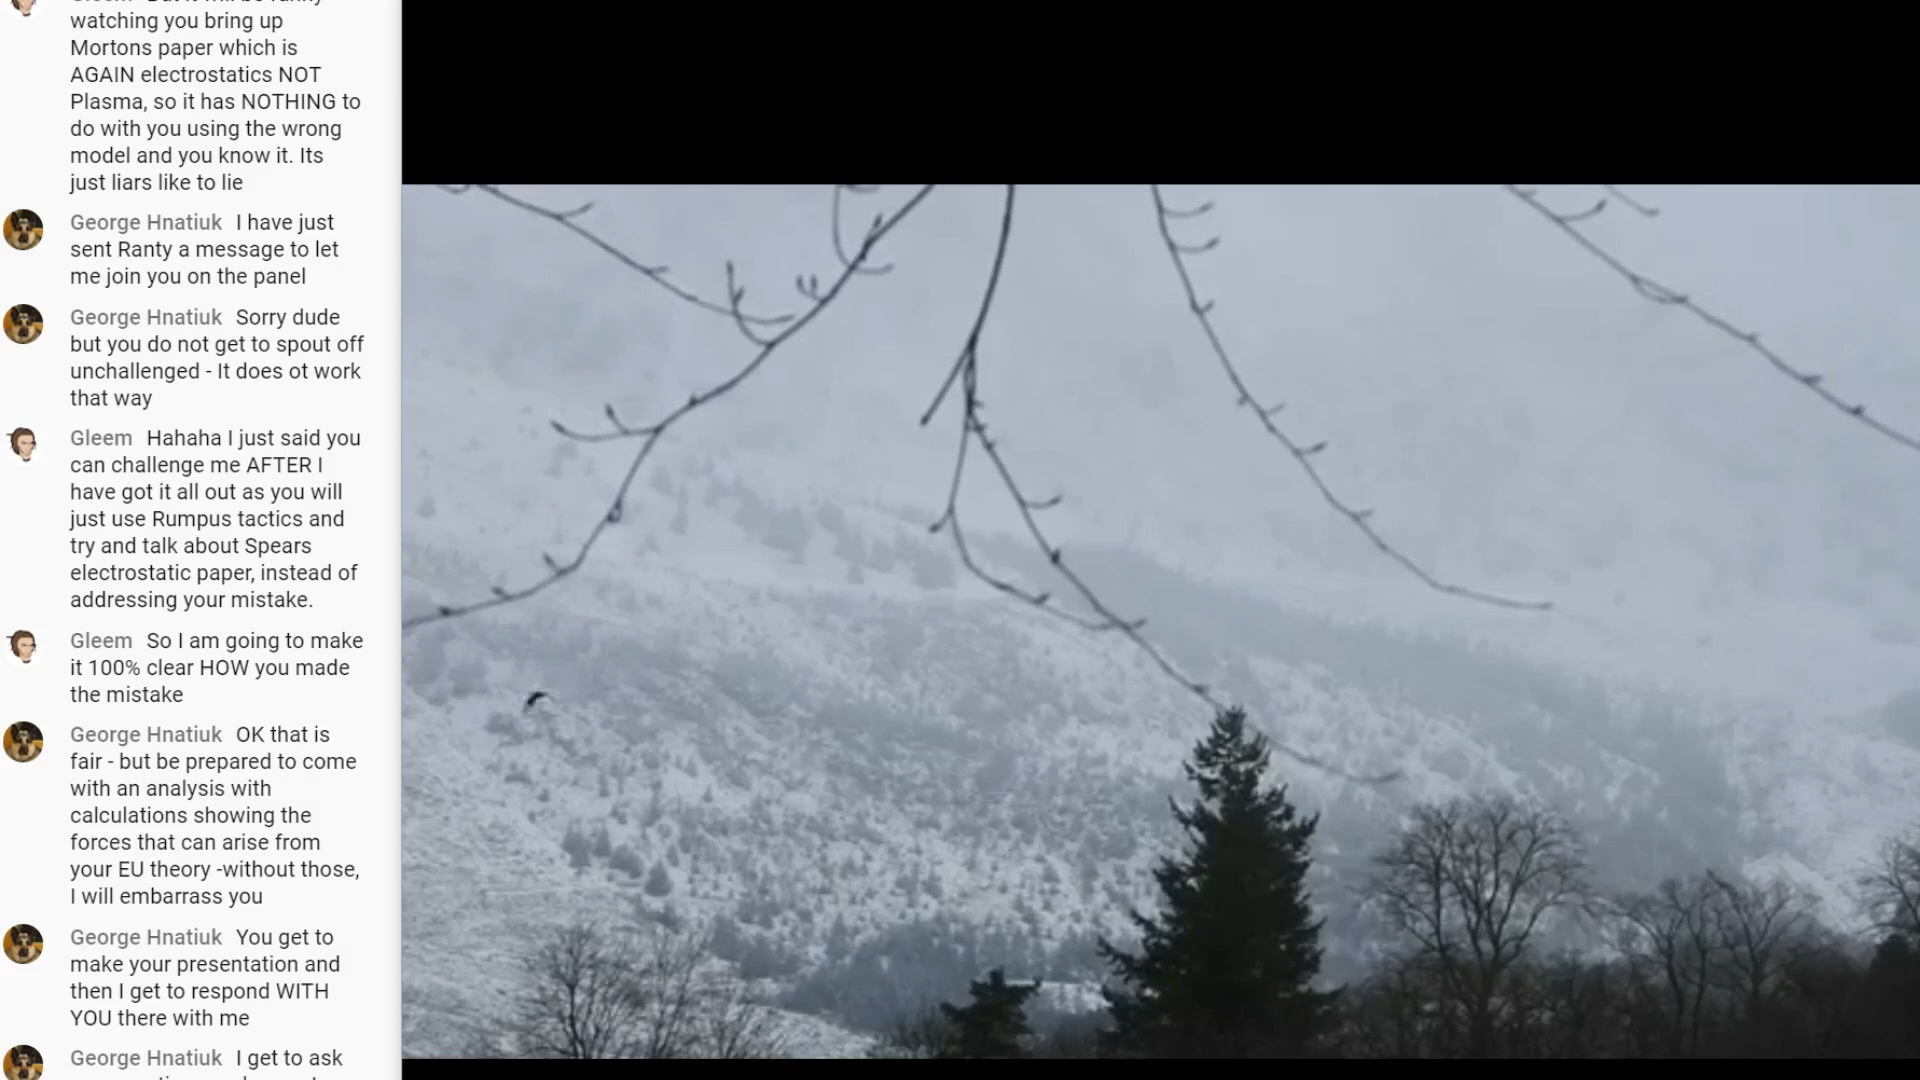 watching you bring up
Mortons paper which is
AGAIN electrostatics NOT
Plasma, so it has NOTHING to
do with you using the wrong
model and you know it. Its
just liars like to lie
George Hnatiuk I have just
sent Ranty a message to let
me join you on the panel
George Hnatiuk Sorry dude
but you do not get to spout off
unchallenged - It does ot work
that way
Gleem Hahaha I just said you
can challenge me AFTER I
have got it all out as you will
just use Rumpus tactics and
try and talk about Spears
electrostatic paper, instead of
addressing your mistake.
Gleem So I am going to make
it 100% clear HOW you made
the mistake
George Hnatiuk OK that is
fair - but be prepared to come
with an analysis with
calculations showing the
forces that can arise from
your EU theory -without those,
I will embarrass you
George Hnatiuk You get to
make your presentation and
then I get to respond WITH
YOU there with me
George Hnatiuk I get to ask